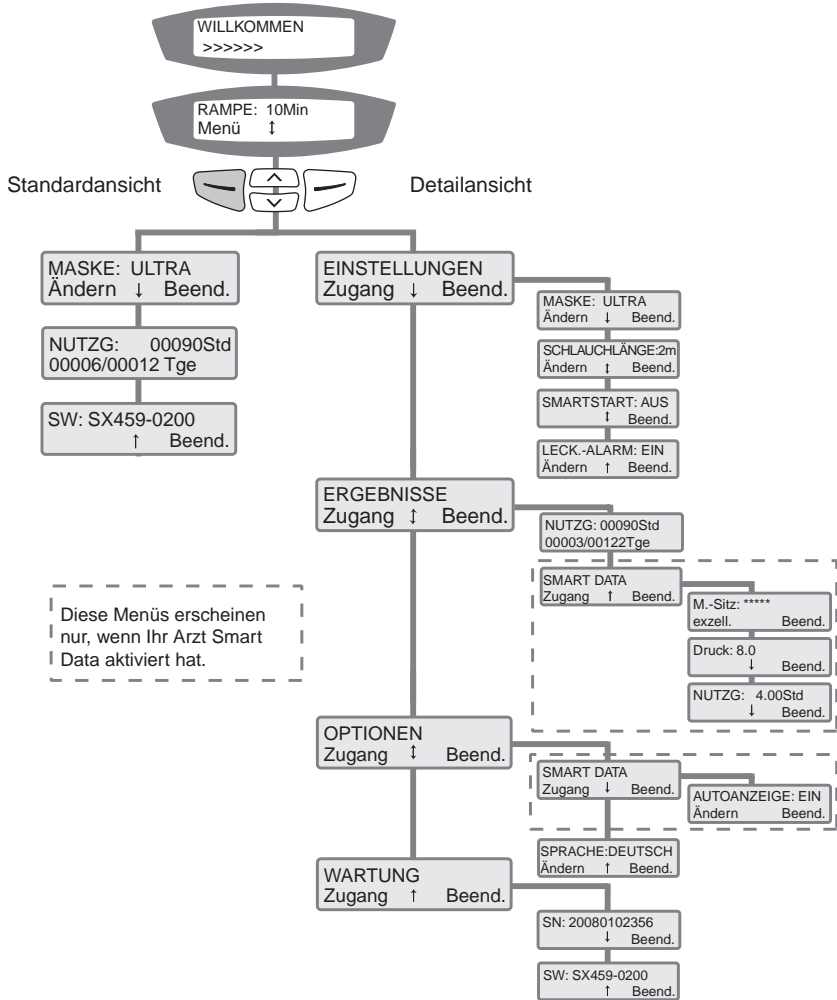 WILLKOMMEN
>>>>>>
RAMPE: 10Min
Menü ↕
Standardansicht
Detailansicht
MASKE: ULTRA
Ändern ↓ Beend.
NUTZG: 00090Std
00006/00012 Tge
SW: SX459-0200
↑ Beend.
EINSTELLUNGEN
Zugang ↓ Beend.
MASKE: ULTRA
Ändern ↓ Beend.
SCHLAUCHLÄNGE:2m
Ändern ↕ Beend.
SMARTSTART: AUS
↕ Beend.
LECK.-ALARM: EIN
Ändern ↑ Beend.
ERGEBNISSE
Zugang ↕ Beend.
NUTZG: 00090Std
00003/00122Tge
SMART DATA
Zugang ↑ Beend.
M.-Sitz: *****
exzell. Beend.
Druck: 8.0
↓ Beend.
NUTZG: 4.00Std
↓ Beend.
Diese Menüs erscheinen
nur, wenn Ihr Arzt Smart
Data aktiviert hat.
OPTIONEN
Zugang ↕ Beend.
SMART DATA
Zugang ↓ Beend.
AUTOANZEIGE: EIN
Ändern Beend.
SPRACHE:DEUTSCH
Ändern ↑ Beend.
WARTUNG
Zugang ↑ Beend.
SN: 20080102356
↓ Beend.
SW: SX459-0200
↑ Beend.